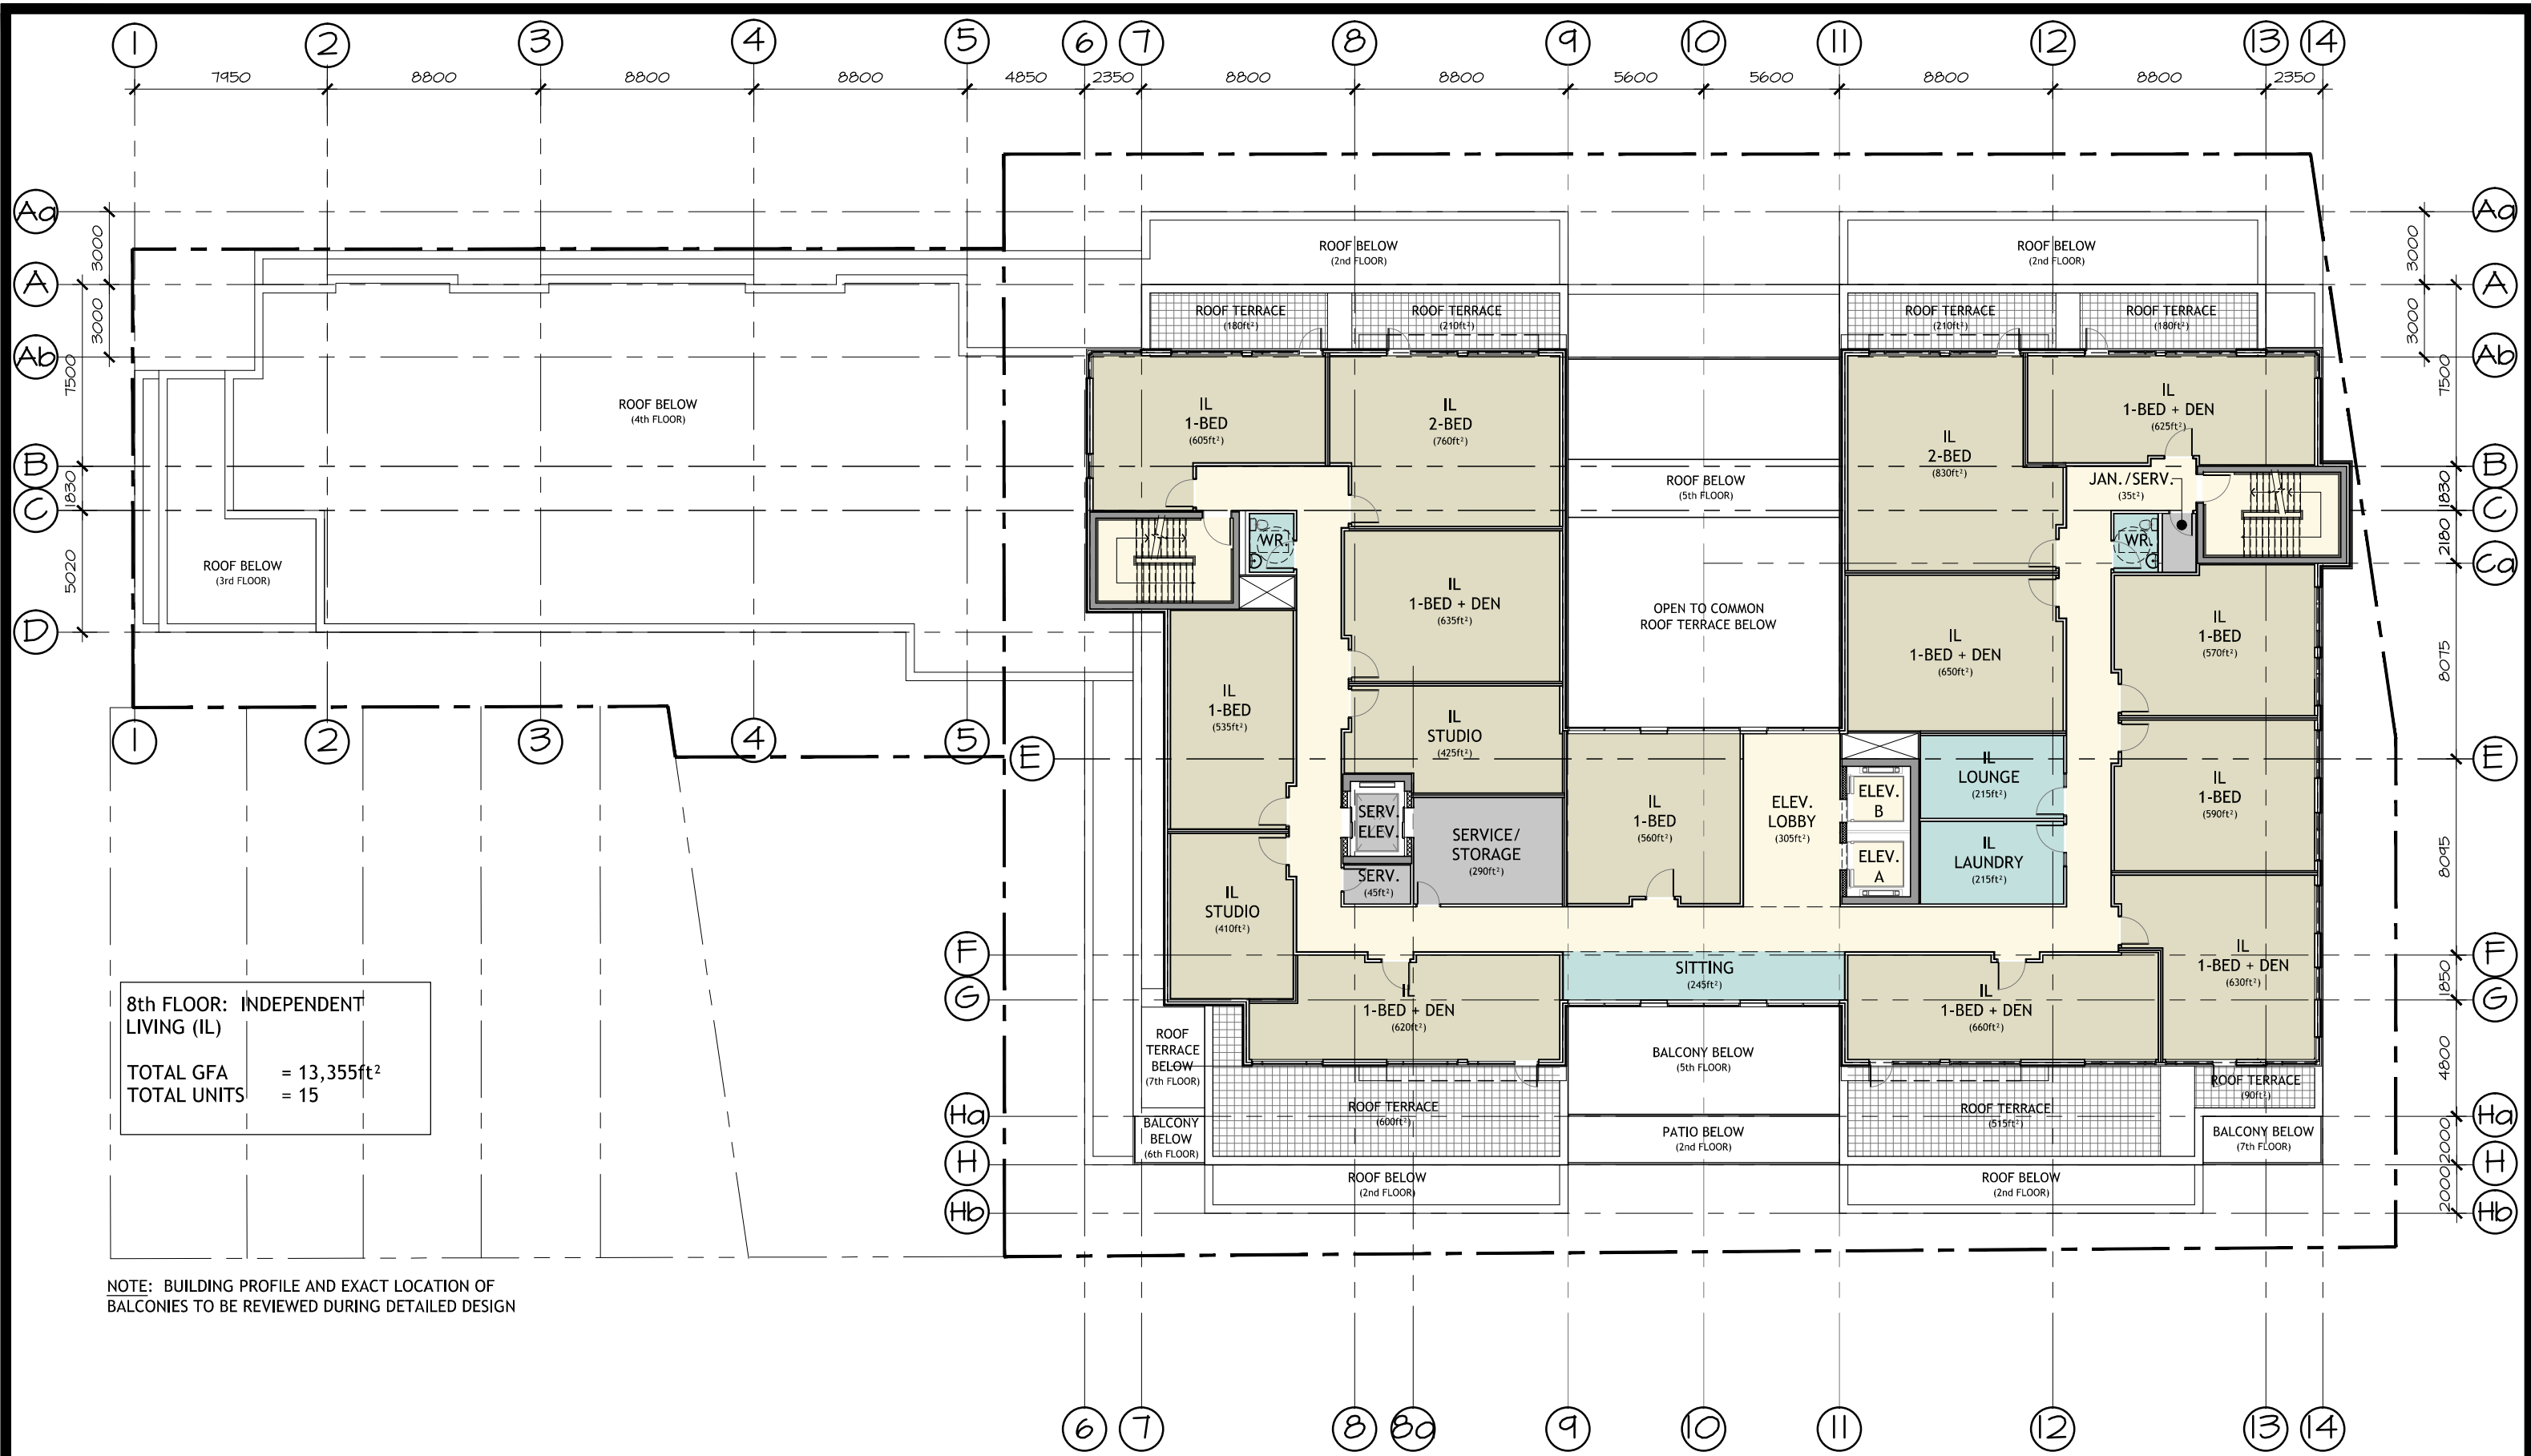 1 2 3 4 5 6 7 8 9 10 11 12 13 14
7950 8800 8800 8800 4850 2350 8800 8800 5600 5600 8800 8800 2350
Aa
3000
A
3000
Ab
7500
B
1830
C
5020
D
Aa
3000
A
3000
Ab
7500
B
1830
C
2180
Ca
8075
E
8095
F
1850
G
4800
Ha
2000
H
2000
Hb
ROOF BELOW
(2nd FLOOR)
ROOF BELOW
(2nd FLOOR)
ROOF TERRACE
(180ft²)
ROOF TERRACE
(210ft²)
ROOF TERRACE
(210ft²)
ROOF TERRACE
(180ft²)
ROOF BELOW
(4th FLOOR)
ROOF BELOW
(3rd FLOOR)
IL
1-BED
(605ft²)
IL
2-BED
(760ft²)
ROOF BELOW
(5th FLOOR)
IL
2-BED
(830ft²)
IL
1-BED + DEN
(625ft²)
JAN./SERV.
(35t²)
WR.
WR.
IL
1-BED + DEN
(635ft²)
OPEN TO COMMON
ROOF TERRACE BELOW
IL
1-BED + DEN
(650ft²)
IL
1-BED
(570ft²)
IL
1-BED
(535ft²)
IL
STUDIO
(425ft²)
1 2 3 4 5
E
SERV.
ELEV.
SERVICE/
STORAGE
(290ft²)
SERV.
(45ft²)
IL
1-BED
(560ft²)
ELEV.
LOBBY
(305ft²)
ELEV.
B
ELEV.
A
IL
LOUNGE
(215ft²)
IL
LAUNDRY
(215ft²)
IL
1-BED
(590ft²)
IL
STUDIO
(410ft²)
F
G
Ha
H
Hb
IL
1-BED + DEN
(620ft²)
SITTING
(245ft²)
IL
1-BED + DEN
(660ft²)
IL
1-BED + DEN
(630ft²)
ROOF
TERRACE
BELOW
(7th FLOOR)
BALCONY
BELOW
(6th FLOOR)
ROOF TERRACE
(600ft²)
BALCONY BELOW
(5th FLOOR)
PATIO BELOW
(2nd FLOOR)
ROOF TERRACE
(515ft²)
ROOF TERRACE
(90ft²)
BALCONY BELOW
(7th FLOOR)
ROOF BELOW
(2nd FLOOR)
ROOF BELOW
(2nd FLOOR)
8th FLOOR: INDEPENDENT
LIVING (IL)
TOTAL GFA = 13,355ft²
TOTAL UNITS = 15
NOTE: BUILDING PROFILE AND EXACT LOCATION OF
BALCONIES TO BE REVIEWED DURING DETAILED DESIGN
6 7 8 8a 9 10 11 12 13 14